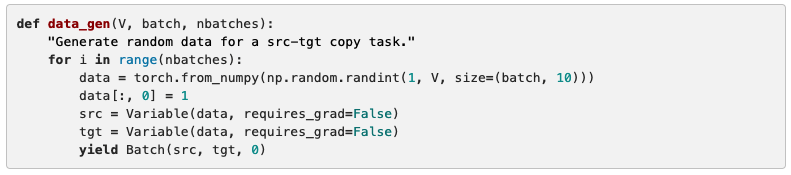 def data_gen(V, batch, nbatches):
    "Generate random data for a src-tgt copy task."
    for i in range(nbatches):
        data = torch.from_numpy(np.random.randint(1, V, size=(batch, 10)))
        data[:, 0] = 1
        src = Variable(data, requires_grad=False)
        tgt = Variable(data, requires_grad=False)
        yield Batch(src, tgt, 0)